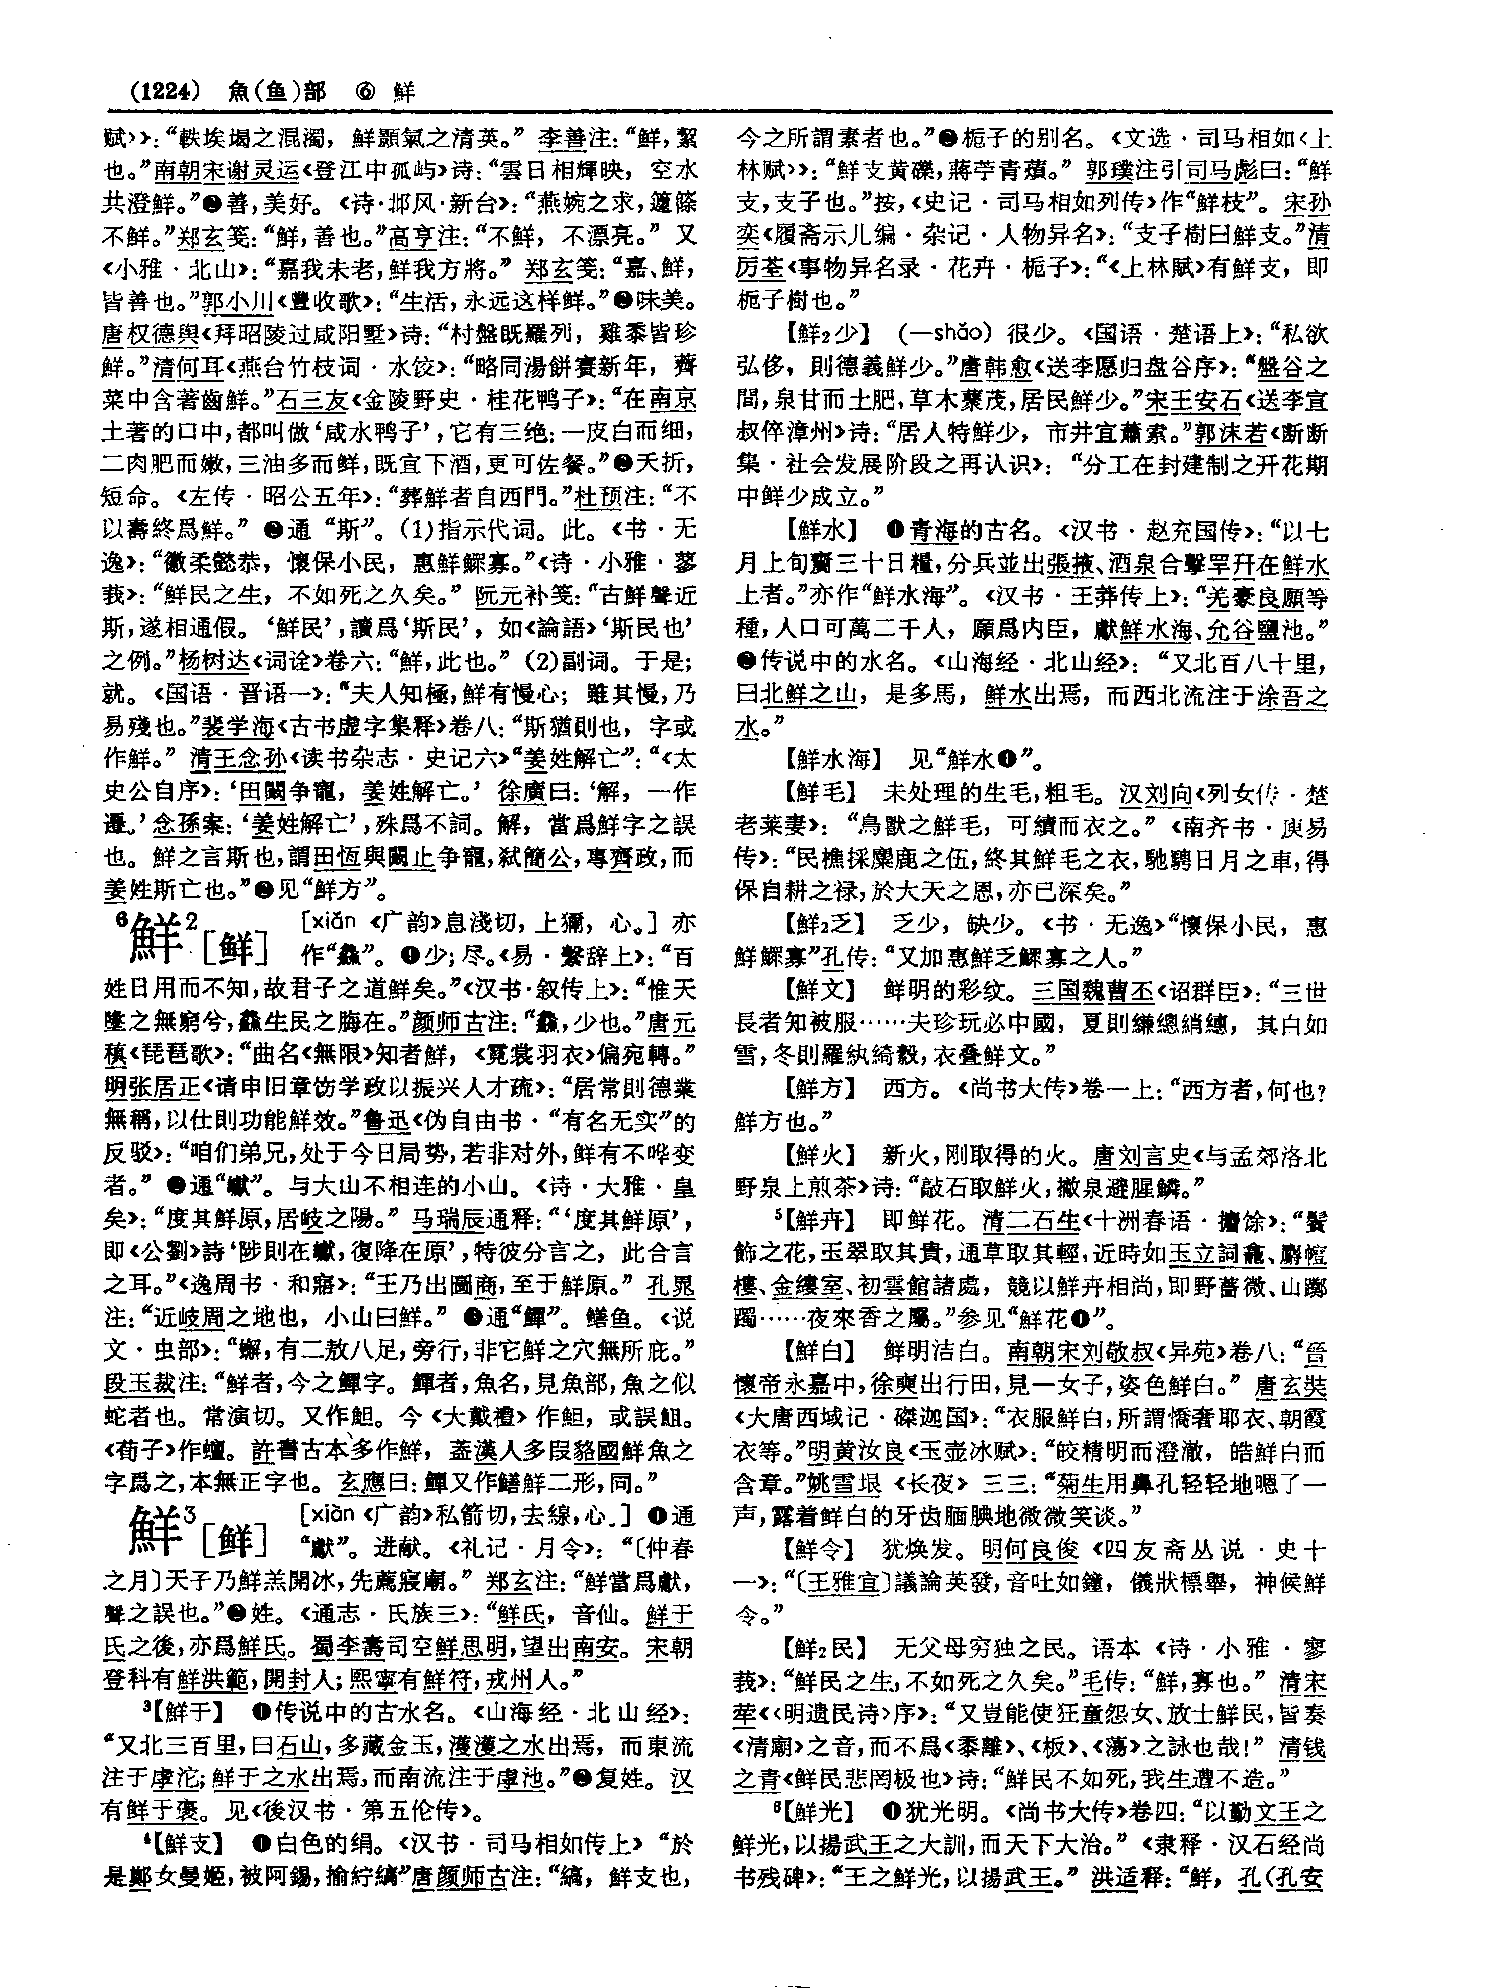 (1224) 魚(鱼)部 ⑥ 鮮
赋》》：“軼埃堨之混濁，鮮顥氣之清英。”李善注：“鮮，絜
也。”南朝宋谢灵运《登江中孤屿》诗：“雲日相輝映，空水
共澄鮮。”善，美好。《诗·邶风·新台》：“燕婉之求，籧篨
不鮮。”郑玄笺：“鮮，善也。”高亨注：“不鮮，不漂亮。”又
《小雅·北山》：“嘉我未老，鮮我方將。”郑玄笺：“嘉、鮮，
皆善也。”郭小川《豐收歌》：“生活，永远这样鲜。”味美。
唐权德舆《拜昭陵过咸阳墅》诗：“村盤既羅列，雞黍皆珍
鮮。”清何耳《燕台竹枝词·水饺》：“略同湯餅賽新年，薺
菜中含著齒鮮。”石三友《金陵野史·桂花鸭子》：“在南京
土著的口中，都叫做‘咸水鸭子’，它有三绝：一皮白而细，
二肉肥而嫩，三油多而鲜，既宜下酒，更可佐餐。”夭折，
短命。《左传·昭公五年》：“葬鮮者自西門。”杜预注：“不
以壽終爲鮮。”通“斯”。(1)指示代词。此。《书·无
逸》：“徽柔懿恭，懷保小民，惠鮮鰥寡。”《诗·小雅·蓼
莪》：“鮮民之生，不如死之久矣。”阮元补笺：“古鮮聲近
斯，遂相通假。‘鮮民’，讀爲‘斯民’，如《論語》‘斯民也’
之例。”杨树达《词诠》卷六：“鮮，此也。”(2)副词。于是；
就。《国语·晋语一》：“夫人知極，鮮有慢心；雖其慢，乃
易殘也。”裴学海《古书虚字集释》卷八：“斯猶則也，字或
作鮮。”清王念孙《读书杂志·史记六》“姜姓解亡”：“《太
史公自序》：‘田闞争寵，姜姓解亡。’徐廣曰：‘解，一作
遷。’念孫案：‘姜姓解亡’，殊爲不詞。解，當爲鮮字之誤
也。鮮之言斯也，謂田恆與闞止争寵，弑簡公，專齊政，而
姜姓斯亡也。”见“鮮方”。
⁶鮮²[鲜] [xiǎn《广韵》息淺切，上獮，心。]亦
作“尠”。❶少；尽。《易·繫辞上》：“百
姓日用而不知，故君子之道鮮矣。”《汉书·叙传上》：“惟天
墬之無窮兮，鱻生民之脢在。”颜师古注：“鱻，少也。”唐元
稹《琵琶歌》：“曲名《無限》知者鮮，《霓裳羽衣》偏宛轉。”
明张居正《请申旧章饬学政以振兴人才疏》：“居常則德業
無稱，以仕則功能鮮效。”鲁迅《伪自由书·“有名无实”的
反驳》：“咱们弟兄，处于今日局势，若非对外，鲜有不哗变
者。”❷通“巘”。与大山不相连的小山。《诗·大雅·皇
矣》：“度其鮮原，居岐之陽。”马瑞辰通释：“‘度其鮮原’，
即《公劉》詩‘陟則在巘，復降在原’，特彼分言之，此合言
之耳。”《逸周书·和寤》：“王乃出圖商，至于鮮原。”孔晁
注：“近岐周之地也，小山曰鮮。”❸通“鱓”。鳝鱼。《说
文·虫部》：“蠏，有二敖八足，旁行，非它鮮之穴無所庇。”
段玉裁注：“鮮者，今之鱓字。鱓者，魚名，見魚部，魚之似
蛇者也。常演切。又作䱇。今《大戴禮》作䱇，或誤䱉。
《荀子》作蟺。許書古本多作鮮，蓋漢人多叚貉國鮮魚之
字爲之，本無正字也。玄應曰：鱓又作鱔鮮二形，同。”
鮮³[鲜] [xiàn《广韵》私箭切，去線，心。]❶通
“獻”。进献。《礼记·月令》：“〔仲春
之月〕天子乃鮮羔開冰，先薦寢廟。”郑玄注：“鮮當爲獻，
聲之誤也。”❷姓。《通志·氏族三》：“鮮氏，音仙。鮮于
氏之後，亦爲鮮氏。蜀李壽司空鮮思明，望出南安。宋朝
登科有鮮洪範，開封人；熙寧有鮮符，戎州人。”
³【鮮于】 ❶传说中的古水名。《山海经·北山经》：
“又北三百里，曰石山，多藏金玉，濩濩之水出焉，而東流
注于虖沱；鮮于之水出焉，而南流注于虖池。”❷复姓。汉
有鮮于褒。见《後汉书·第五伦传》。
⁴【鮮支】 ❶白色的绢。《汉书·司马相如传上》“於
是鄭女曼姬，被阿錫，揄紵縞”唐颜师古注：“縞，鮮支也，
今之所謂素者也。”❷栀子的别名。《文选·司马相如〈上
林赋〉》：“鮮支黄礫，蔣苧青薠。”郭璞注引司马彪曰：“鮮
支，支子也。”按，《史记·司马相如列传》作“鮮枝”。宋孙
奕《履斋示儿编·杂记·人物异名》：“支子樹曰鮮支。”清
厉荃《事物异名录·花卉·栀子》：“《上林賦》有鮮支，即
梔子樹也。”
【鮮₂少】 (—shǎo) 很少。《国语·楚语上》：“私欲
弘侈，則德義鮮少。”唐韩愈《送李愿归盘谷序》：“盤谷之
間，泉甘而土肥，草木藂茂，居民鮮少。”宋王安石《送李宣
叔倅漳州》诗：“居人特鮮少，市井宜蕭索。”郭沫若《断断
集·社会发展阶段之再认识》：“分工在封建制之开花期
中鲜少成立。”
【鮮水】 ❶青海的古名。《汉书·赵充国传》：“以七
月上旬齎三十日糧，分兵並出張掖、酒泉合擊䍐幵在鮮水
上者。”亦作“鮮水海”。《汉书·王莽传上》：“羌豪良願等
種，人口可萬二千人，願爲内臣，獻鮮水海、允谷鹽池。”
❷传说中的水名。《山海经·北山经》：“又北百八十里，
曰北鮮之山，是多馬，鮮水出焉，而西北流注于涂吾之
水。”
【鮮水海】 见“鮮水❶”。
【鮮毛】 未处理的生毛，粗毛。汉刘向《列女传·楚
老莱妻》：“鳥獸之鮮毛，可績而衣之。”《南齐书·庾易
传》：“民樵採麋鹿之伍，終其鮮毛之衣，馳騁日月之車，得
保自耕之禄，於大天之恩，亦已深矣。”
【鮮₂乏】 乏少，缺少。《书·无逸》“懷保小民，惠
鮮鰥寡”孔传：“又加惠鮮乏鰥寡之人。”
【鮮文】 鲜明的彩纹。三国魏曹丕《诏群臣》：“三世
長者知被服……夫珍玩必中國，夏則縑總綃繐，其白如
雪，冬則羅紈綺縠，衣叠鮮文。”
【鮮方】 西方。《尚书大传》卷一上：“西方者，何也？
鮮方也。”
【鮮火】 新火，刚取得的火。唐刘言史《与孟郊洛北
野泉上煎茶》诗：“敲石取鮮火，撇泉避腥鱗。”
⁵【鮮卉】 即鲜花。清二石生《十洲春语·攟馀》：“鬢
飾之花，玉翠取其貴，通草取其輕，近時如玉立詞龕、麝㡡
樓、金縷室、初雲館諸處，競以鮮卉相尚，即野薔薇、山躑
躅……夜來香之屬。”参见“鮮花❶”。
【鮮白】 鲜明洁白。南朝宋刘敬叔《异苑》卷八：“晉
懷帝永嘉中，徐奭出行田，見一女子，姿色鮮白。”唐玄奘
《大唐西域记·磔迦国》：“衣服鮮白，所謂憍奢耶衣、朝霞
衣等。”明黄汝良《玉壶冰赋》：“皎精明而澄澈，皓鮮白而
含章。”姚雪垠《长夜》三三：“菊生用鼻孔轻轻地嗯了一
声，露着鲜白的牙齿腼腆地微微笑谈。”
【鮮令】 犹焕发。明何良俊《四友斋丛说·史十
一》：“〔王雅宜〕議論英發，音吐如鐘，儀狀標舉，神候鮮
令。”
【鮮₂民】 无父母穷独之民。语本《诗·小雅·蓼
莪》：“鮮民之生，不如死之久矣。”毛传：“鮮，寡也。”清宋
荦《〈明遗民诗〉序》：“又豈能使狂童怨女、放士鮮民，皆奏
《清廟》之音，而不爲《黍離》、《板》、《蕩》之詠也哉！”清钱
之青《鲜民悲罔极也》诗：“鮮民不如死，我生遭不造。”
⁶【鮮光】 ❶犹光明。《尚书大传》卷四：“以勤文王之
鮮光，以揚武王之大訓，而天下大治。”《隶释·汉石经尚
书残碑》：“王之鮮光，以揚武王。”洪适释：“鮮，孔(孔安